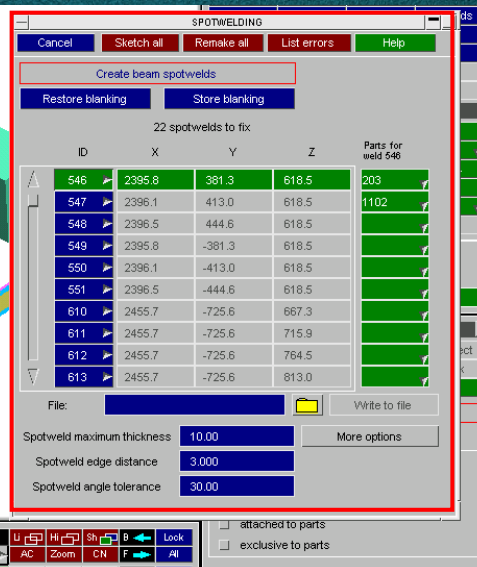 SPOTWELDING
ds
Cancel Sketch all Remake all List errors Help
Create beam spotwelds
Restore blanking Store blanking
22 spotwelds to fix
ID X Y Z Parts for weld 546
546 2395.8 381.3 618.5 203
547 2396.1 413.0 618.5 1102
548 2396.5 444.6 618.5
549 2395.8 -381.3 618.5
550 2396.1 -413.0 618.5
551 2396.5 -444.6 618.5
610 2455.7 -725.6 667.3
611 2455.7 -725.6 715.9
612 2455.7 -725.6 764.5
ect
613 2455.7 -725.6 813.0
File: Write to file
Spotweld maximum thickness 10.00 More options
Spotweld edge distance 3.000
Spotweld angle tolerance 30.00
attached to parts
Li Hi Sh B Lock
exclusive to parts
AC Zoom CN F All